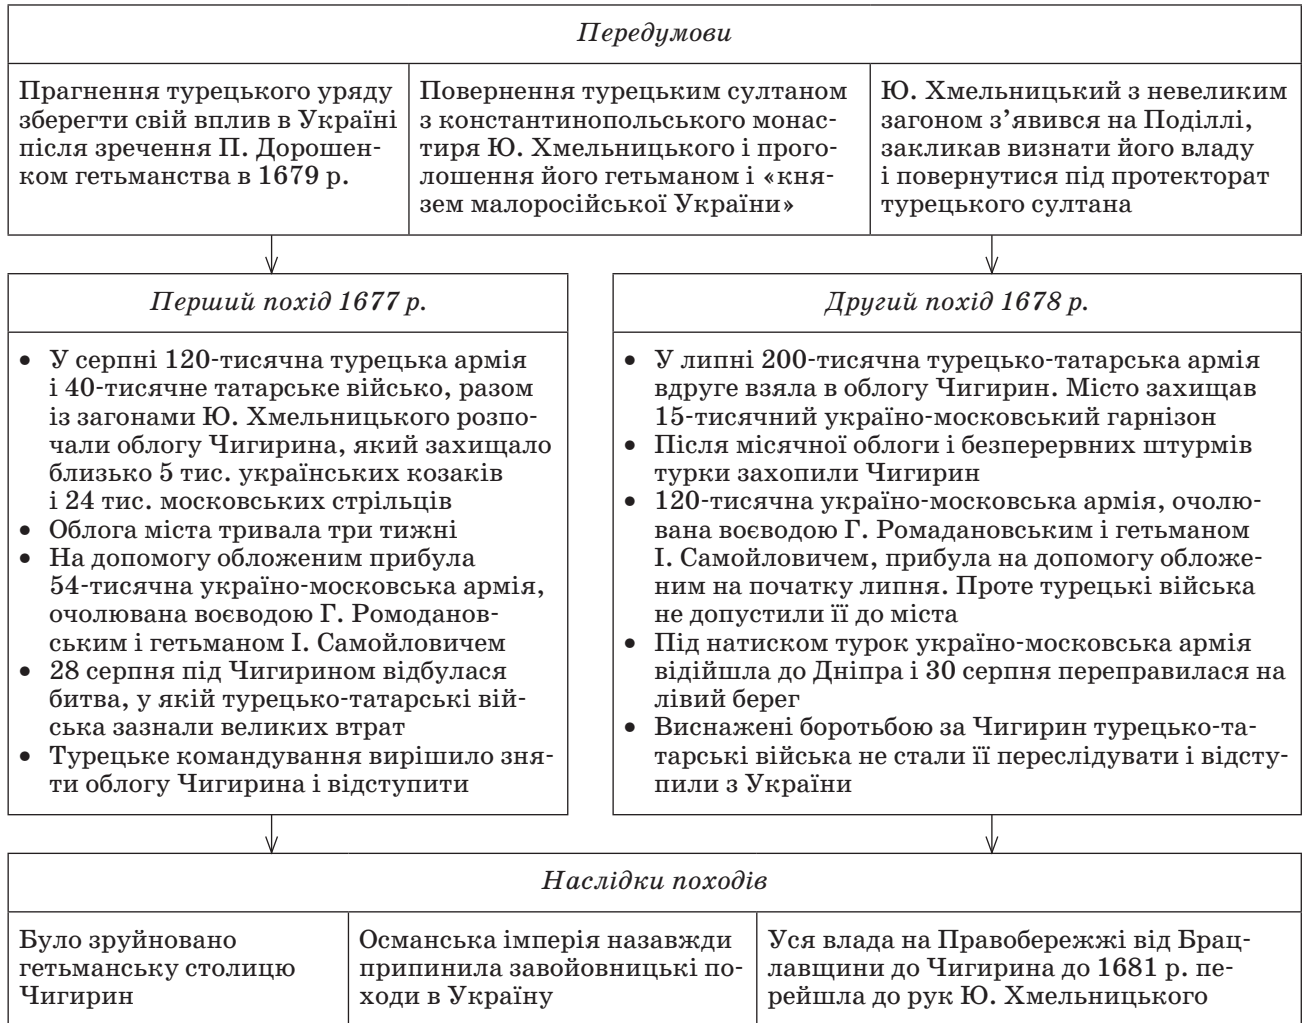 Передумови
Прагнення турецького уряду
зберегти свій вплив в Україні
після зречення П. Дорошен-
ком гетьманства в 1679 р.
Повернення турецьким султаном
з константинопольського монас-
тиря Ю. Хмельницького і прого-
лошення його гетьманом і «кня-
зем малоросійської України»
Ю. Хмельницький з невеликим
загоном з’явився на Поділлі,
закликав визнати його владу
і повернутися під протекторат
турецького султана
Перший похід 1677 р.
• У серпні 120-тисячна турецька армія
і 40-тисячне татарське військо, разом
із загонами Ю. Хмельницького розпо-
чали облогу Чигирина, який захищало
близько 5 тис. українських козаків
і 24 тис. московських стрільців
• Облога міста тривала три тижні
• На допомогу обложеним прибула
54-тисячна україно-московська армія,
очолювана воєводою Г. Ромоданов-
ським і гетьманом І. Самойловичем
• 28 серпня під Чигирином відбулася
битва, у якій турецько-татарські вій-
ська зазнали великих втрат
• Турецьке командування вирішило зня-
ти облогу Чигирина і відступити
Другий похід 1678 р.
• У липні 200-тисячна турецько-татарська армія
вдруге взяла в облогу Чигирин. Місто захищав
15-тисячний україно-московський гарнізон
• Після місячної облоги і безперервних штурмів
турки захопили Чигирин
• 120-тисячна україно-московська армія, очолю-
вана воєводою Г. Ромадановським і гетьманом
І. Самойловичем, прибула на допомогу обложе-
ним на початку липня. Проте турецькі війська
не допустили її до міста
• Під натиском турок україно-московська армія
відійшла до Дніпра і 30 серпня переправилася на
лівий берег
• Виснажені боротьбою за Чигирин турецько-та-
тарські війська не стали її переслідувати і відсту-
пили з України
Наслідки походів
Було зруйновано
гетьманську столицю
Чигирин
Османська імперія назавжди
припинила завойовницькі по-
ходи в Україну
Уся влада на Правобережжі від Брац-
лавщини до Чигирина до 1681 р. пе-
рейшла до рук Ю. Хмельницького